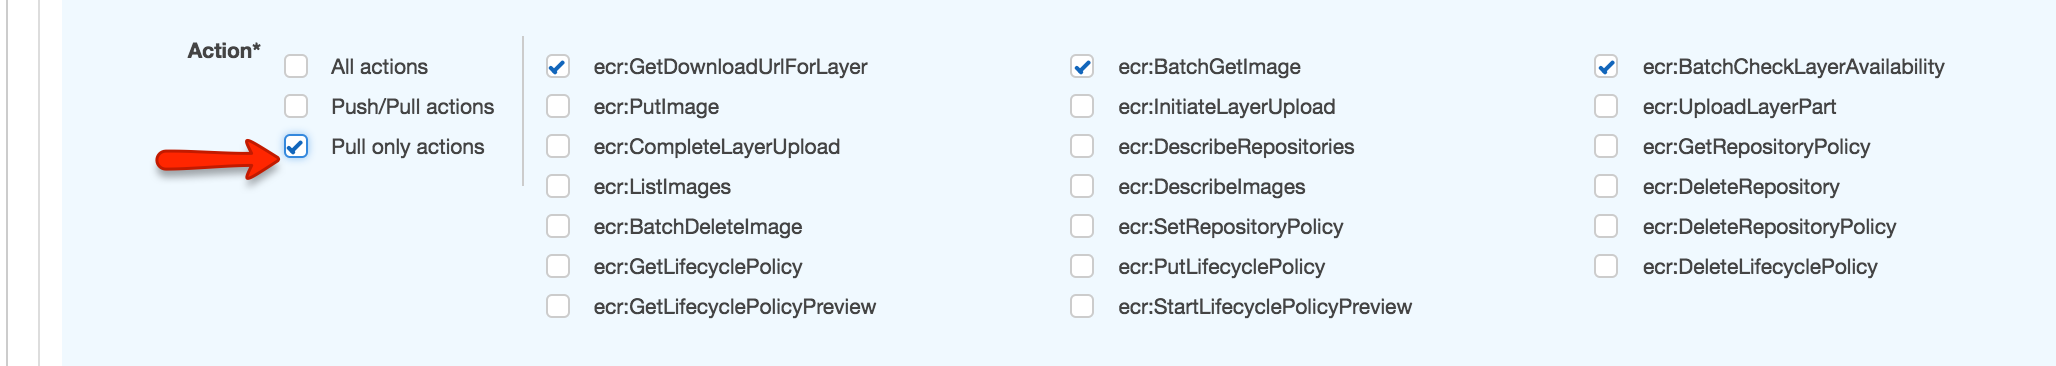 Action*
All actions
ecr:GetDownloadUrlForLayer
ecr:BatchGetImage
ecr:BatchCheckLayerAvailability
Push/Pull actions
ecr:PutImage
ecr:InitiateLayerUpload
ecr:UploadLayerPart
Pull only actions
ecr:CompleteLayerUpload
ecr:DescribeRepositories
ecr:GetRepositoryPolicy
ecr:ListImages
ecr:DescribeImages
ecr:DeleteRepository
ecr:BatchDeleteImage
ecr:SetRepositoryPolicy
ecr:DeleteRepositoryPolicy
ecr:GetLifecyclePolicy
ecr:PutLifecyclePolicy
ecr:DeleteLifecyclePolicy
ecr:GetLifecyclePolicyPreview
ecr:StartLifecyclePolicyPreview